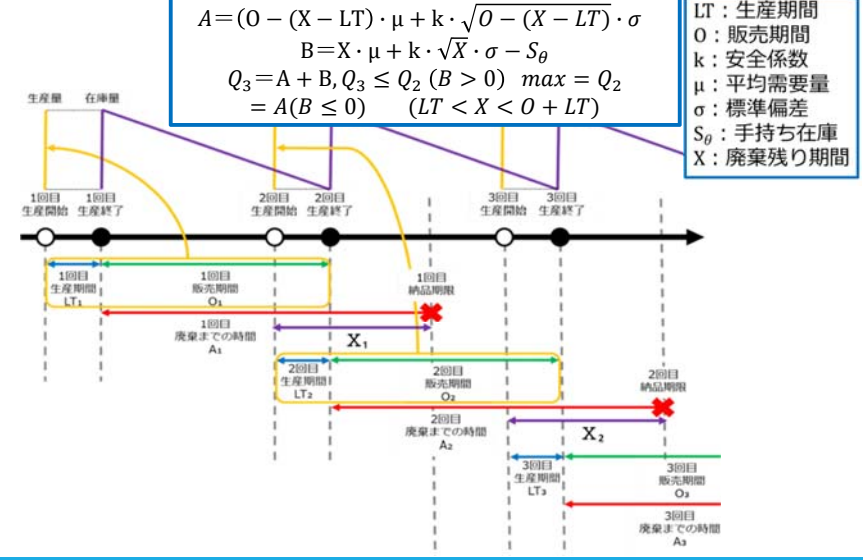 A＝(O − (X − LT)・μ + k・√O − (X − LT)・σ
B＝X・μ + k・√X・σ − Sθ
Q₃＝A + B, Q₃ ≤ Q₂ (B > 0)　max = Q₂
= A(B ≤ 0)　(LT < X < O + LT)
LT：生産期間
O：販売期間
k：安全係数
μ：平均需要量
σ：標準偏差
Sθ：手持ち在庫
X：廃棄残り期間
生産量
在庫量
1回目
生産開始
1回目
生産終了
2回目
生産開始
2回目
生産終了
3回目
生産開始
3回目
生産終了
1回目
生産期間
LT₁
1回目
販売期間
O₁
1回目
納品期限
1回目
廃棄までの時間
A₁
X₁
2回目
生産期間
LT₂
2回目
販売期間
O₂
2回目
納品期限
2回目
廃棄までの時間
A₂
X₂
3回目
生産期間
LT₃
3回目
販売期間
O₃
3回目
廃棄までの時間
A₃